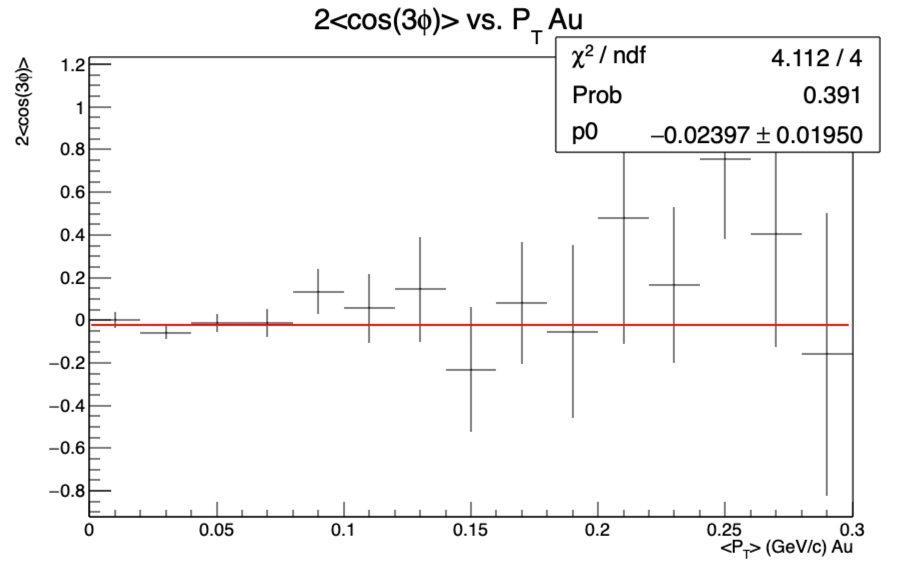 2<cos(3ϕ)> vs. P_T Au
χ² / ndf 4.112 / 4
Prob 0.391
p0 −0.02397 ± 0.01950
2<cos(3ϕ)>
1.2
1
0.8
0.6
0.4
0.2
0
−0.2
−0.4
−0.6
−0.8
0 0.05 0.1 0.15 0.2 0.25 0.3
<P_T> (GeV/c) Au